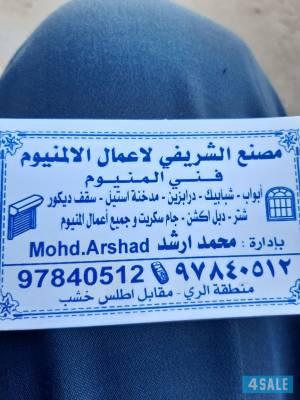 مصنع الشريفي لاعمال الالمنيوم
فني المنيوم
أبواب - شبابيك - درابزين - مدخنة استيل - سقف ديكور
شتر - دبل اكشن - جام سكريت و جميع أعمال المنيوم
بادارة : محمد ارشد Mohd.Arshad
97840512 ٩٧٨٤٠٥١٢
منطقة الري - مقابل اطلس خشب
4SALE